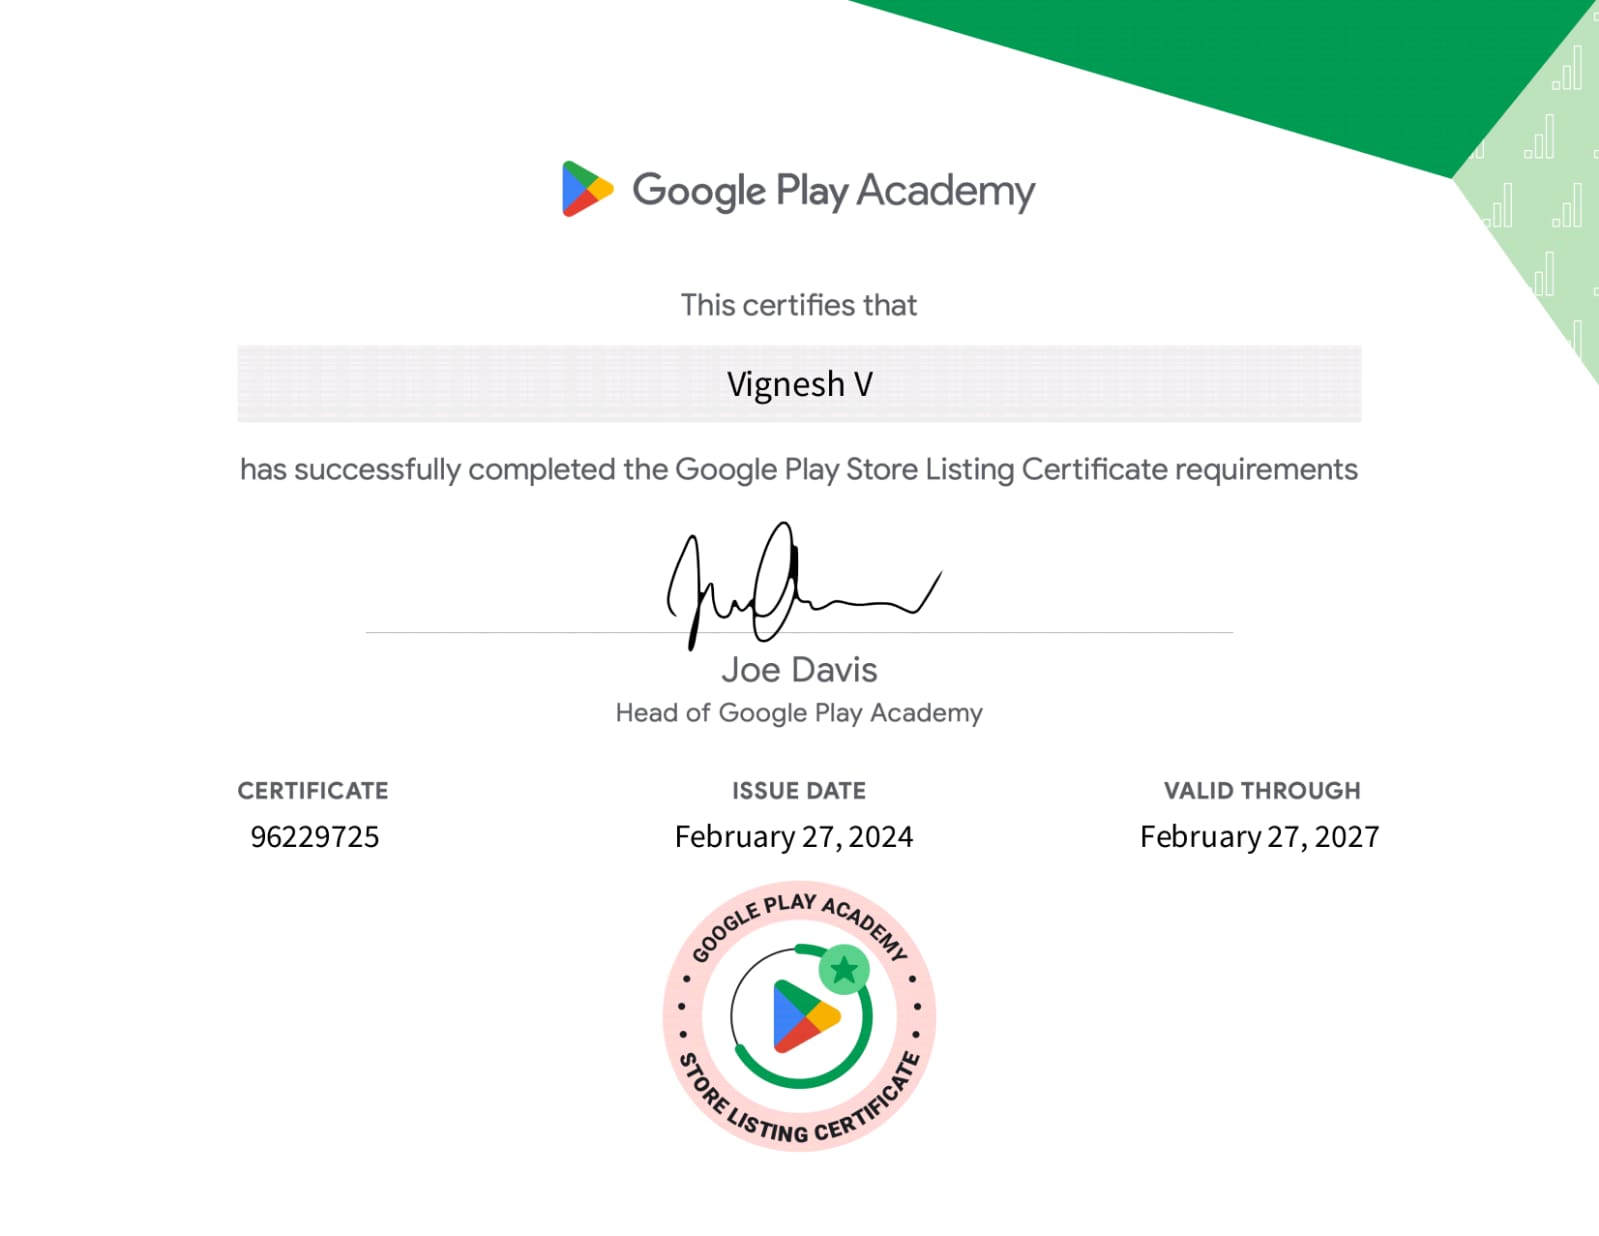 Google Play Academy
This certifies that
Vignesh V
has successfully completed the Google Play Store Listing Certificate requirements
Joe Davis
Head of Google Play Academy
CERTIFICATE
96229725
ISSUE DATE
February 27, 2024
VALID THROUGH
February 27, 2027
GOOGLE PLAY ACADEMY
STORE LISTING CERTIFICATE